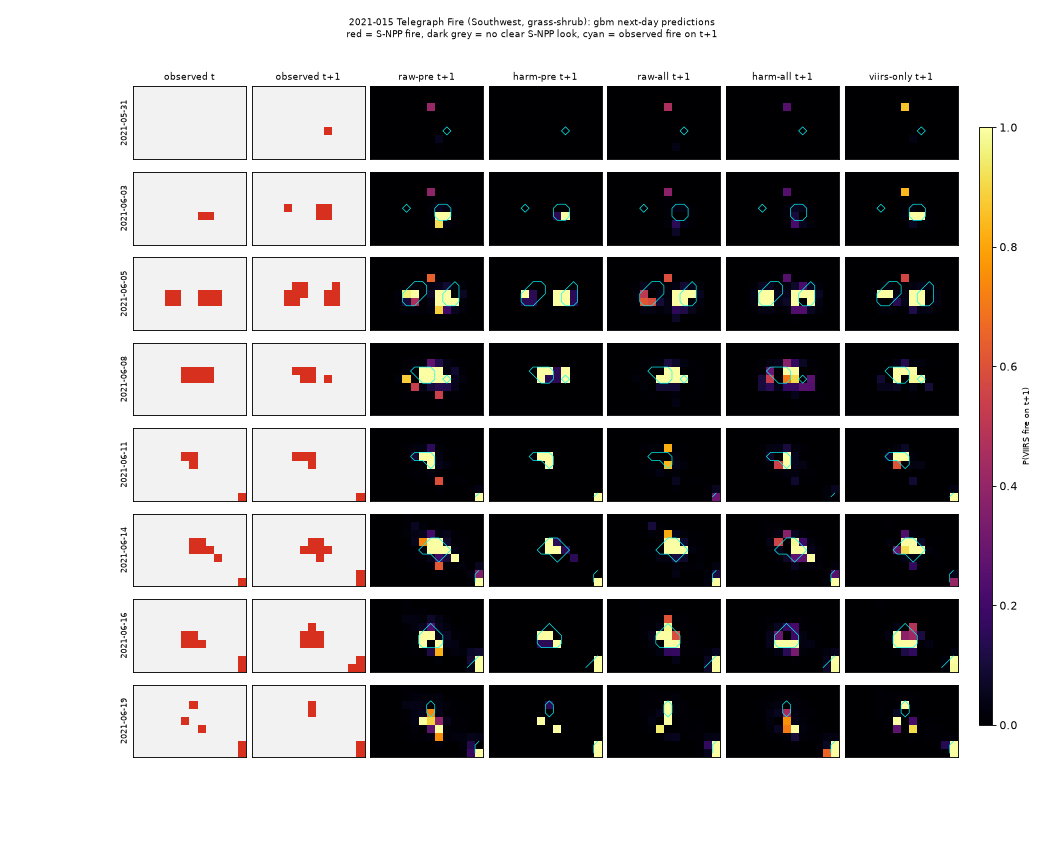 2021-015 Telegraph Fire (Southwest, grass-shrub): gbm next-day predictions
red = S-NPP fire, dark grey = no clear S-NPP look, cyan = observed fire on t+1
observed t
observed t+1
raw-pre t+1
harm-pre t+1
raw-all t+1
harm-all t+1
viirs-only t+1
2021-05-31
2021-06-03
2021-06-05
2021-06-08
2021-06-11
2021-06-14
2021-06-16
2021-06-19
1.0
0.8
0.6
0.4
0.2
0.0
P(VIIRS fire on t+1)